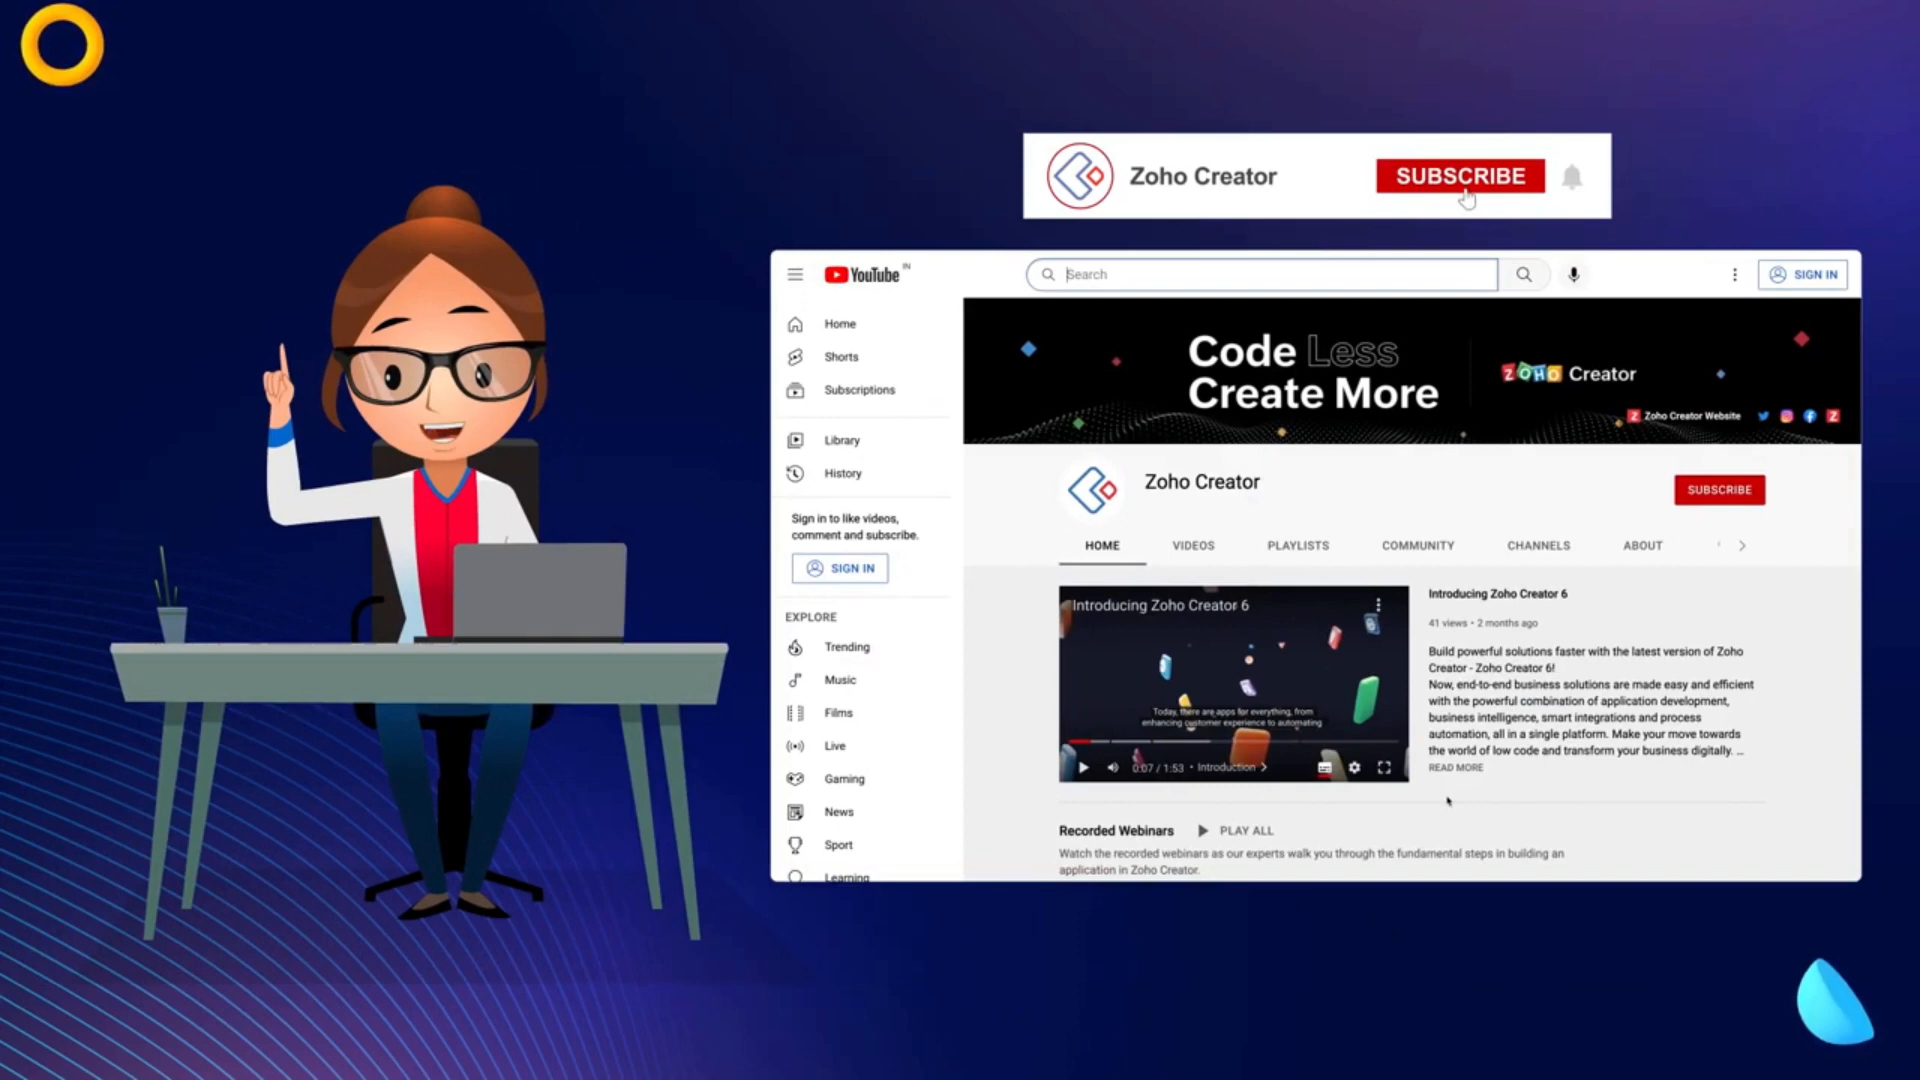 Zoho Creator
SUBSCRIBE
YouTube IN
Search
SIGN IN
Home
Shorts
Subscriptions
Library
History
Sign in to like videos,
comment and subscribe.
SIGN IN
EXPLORE
Trending
Music
Films
Live
Gaming
News
Sport
Learning
Code Less
Create More
ZOHO Creator
Zoho Creator Website
Zoho Creator
SUBSCRIBE
HOME
VIDEOS
PLAYLISTS
COMMUNITY
CHANNELS
ABOUT
Introducing Zoho Creator 6
Today, there are apps for everything, from
enhancing customer experience to automating
0:07 / 1:53 • Introduction
Introducing Zoho Creator 6
41 views • 2 months ago
Build powerful solutions faster with the latest version of Zoho
Creator - Zoho Creator 6!
Now, end-to-end business solutions are made easy and efficient
with the powerful combination of application development,
business intelligence, smart integrations and process
automation, all in a single platform. Make your move towards
the world of low code and transform your business digitally. ...
READ MORE
Recorded Webinars
PLAY ALL
Watch the recorded webinars as our experts walk you through the fundamental steps in building an
application in Zoho Creator.